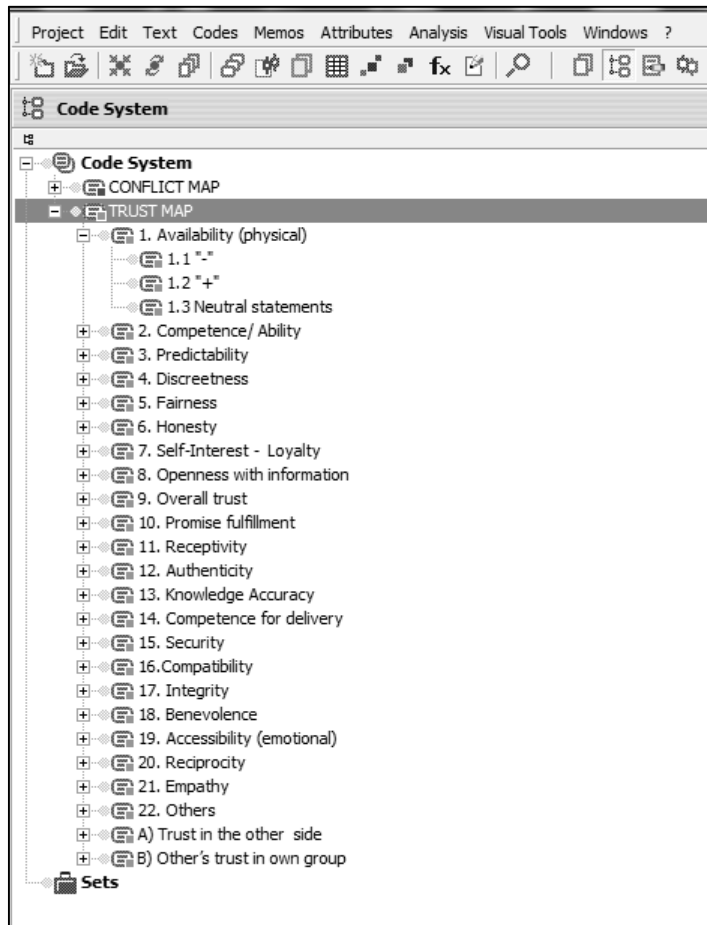 Project Edit Text Codes Memos Attributes Analysis Visual Tools Windows ?
fx
Code System
Code System
CONFLICT MAP
TRUST MAP
1. Availability (physical)
1.1 "-"
1.2 "+"
1.3 Neutral statements
2. Competence/ Ability
3. Predictability
4. Discreetness
5. Fairness
6. Honesty
7. Self-Interest - Loyalty
8. Openness with information
9. Overall trust
10. Promise fulfillment
11. Receptivity
12. Authenticity
13. Knowledge Accuracy
14. Competence for delivery
15. Security
16.Compatibility
17. Integrity
18. Benevolence
19. Accessibility (emotional)
20. Reciprocity
21. Empathy
22. Others
A) Trust in the other side
B) Other's trust in own group
Sets